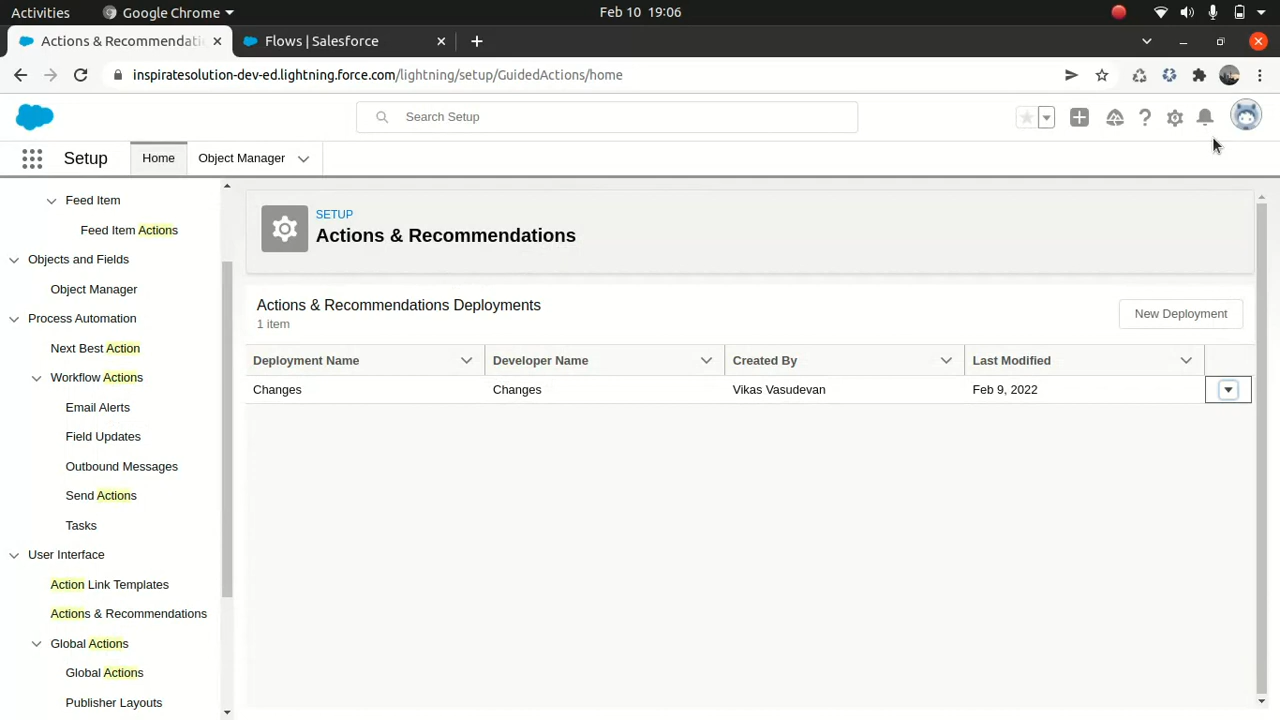 Activities
Google Chrome
Feb 10 19:06
Actions & Recommendati
Flows | Salesforce
inspiratesolution-dev-ed.lightning.force.com/lightning/setup/GuidedActions/home
Search Setup
Setup
Home
Object Manager
Feed Item
Feed Item Actions
Objects and Fields
Object Manager
Process Automation
Next Best Action
Workflow Actions
Email Alerts
Field Updates
Outbound Messages
Send Actions
Tasks
User Interface
Action Link Templates
Actions & Recommendations
Global Actions
Global Actions
Publisher Layouts
SETUP
Actions & Recommendations
Actions & Recommendations Deployments
1 item
New Deployment
Deployment Name Developer Name Created By Last Modified
Changes Changes Vikas Vasudevan Feb 9, 2022